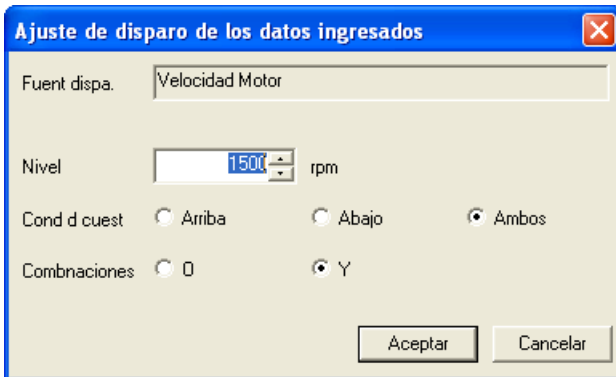 Ajuste de disparo de los datos ingresados
Fuent dispa. Velocidad Motor
Nivel 1500 rpm
Cond d cuest Arriba Abajo Ambos
Combnaciones O Y
Aceptar Cancelar